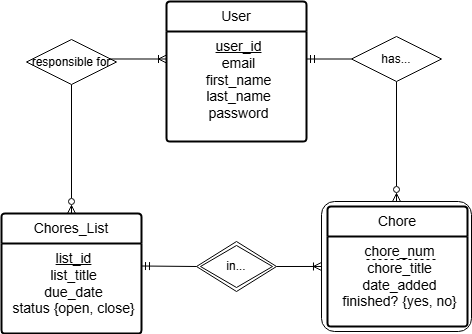 User
user_id
email
first_name
last_name
password
responsible for
has...
Chores_List
list_id
list_title
due_date
status {open, close}
in...
Chore
chore_num
chore_title
date_added
finished? {yes, no}